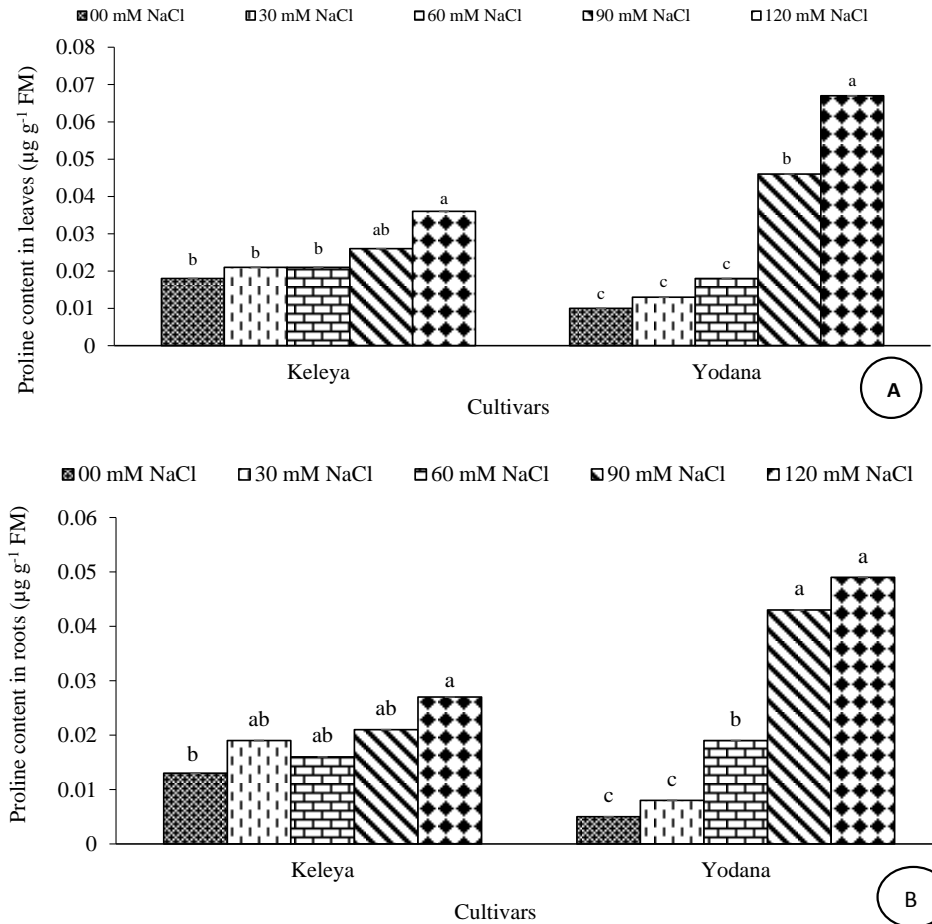 00 mM NaCl 30 mM NaCl 60 mM NaCl 90 mM NaCl 120 mM NaCl
Proline content in leaves (µg g-1 FM)
0.08
0.07
0.06
0.05
0.04
0.03
0.02
0.01
0
b b b ab a
c c c b a
Keleya Yodana
Cultivars
A
00 mM NaCl 30 mM NaCl 60 mM NaCl 90 mM NaCl 120 mM NaCl
Proline content in roots (µg g-1 FM)
0.06
0.05
0.04
0.03
0.02
0.01
0
b ab ab ab a
c c b a a
Keleya Yodana
Cultivars
B